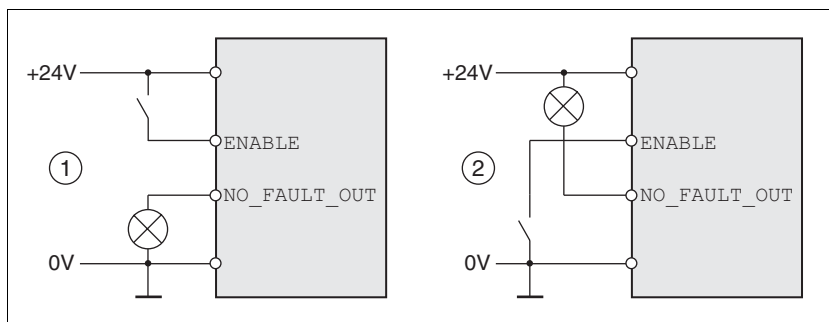 +24V
ENABLE
1
NO_FAULT_OUT
0V
+24V
ENABLE
2
NO_FAULT_OUT
0V